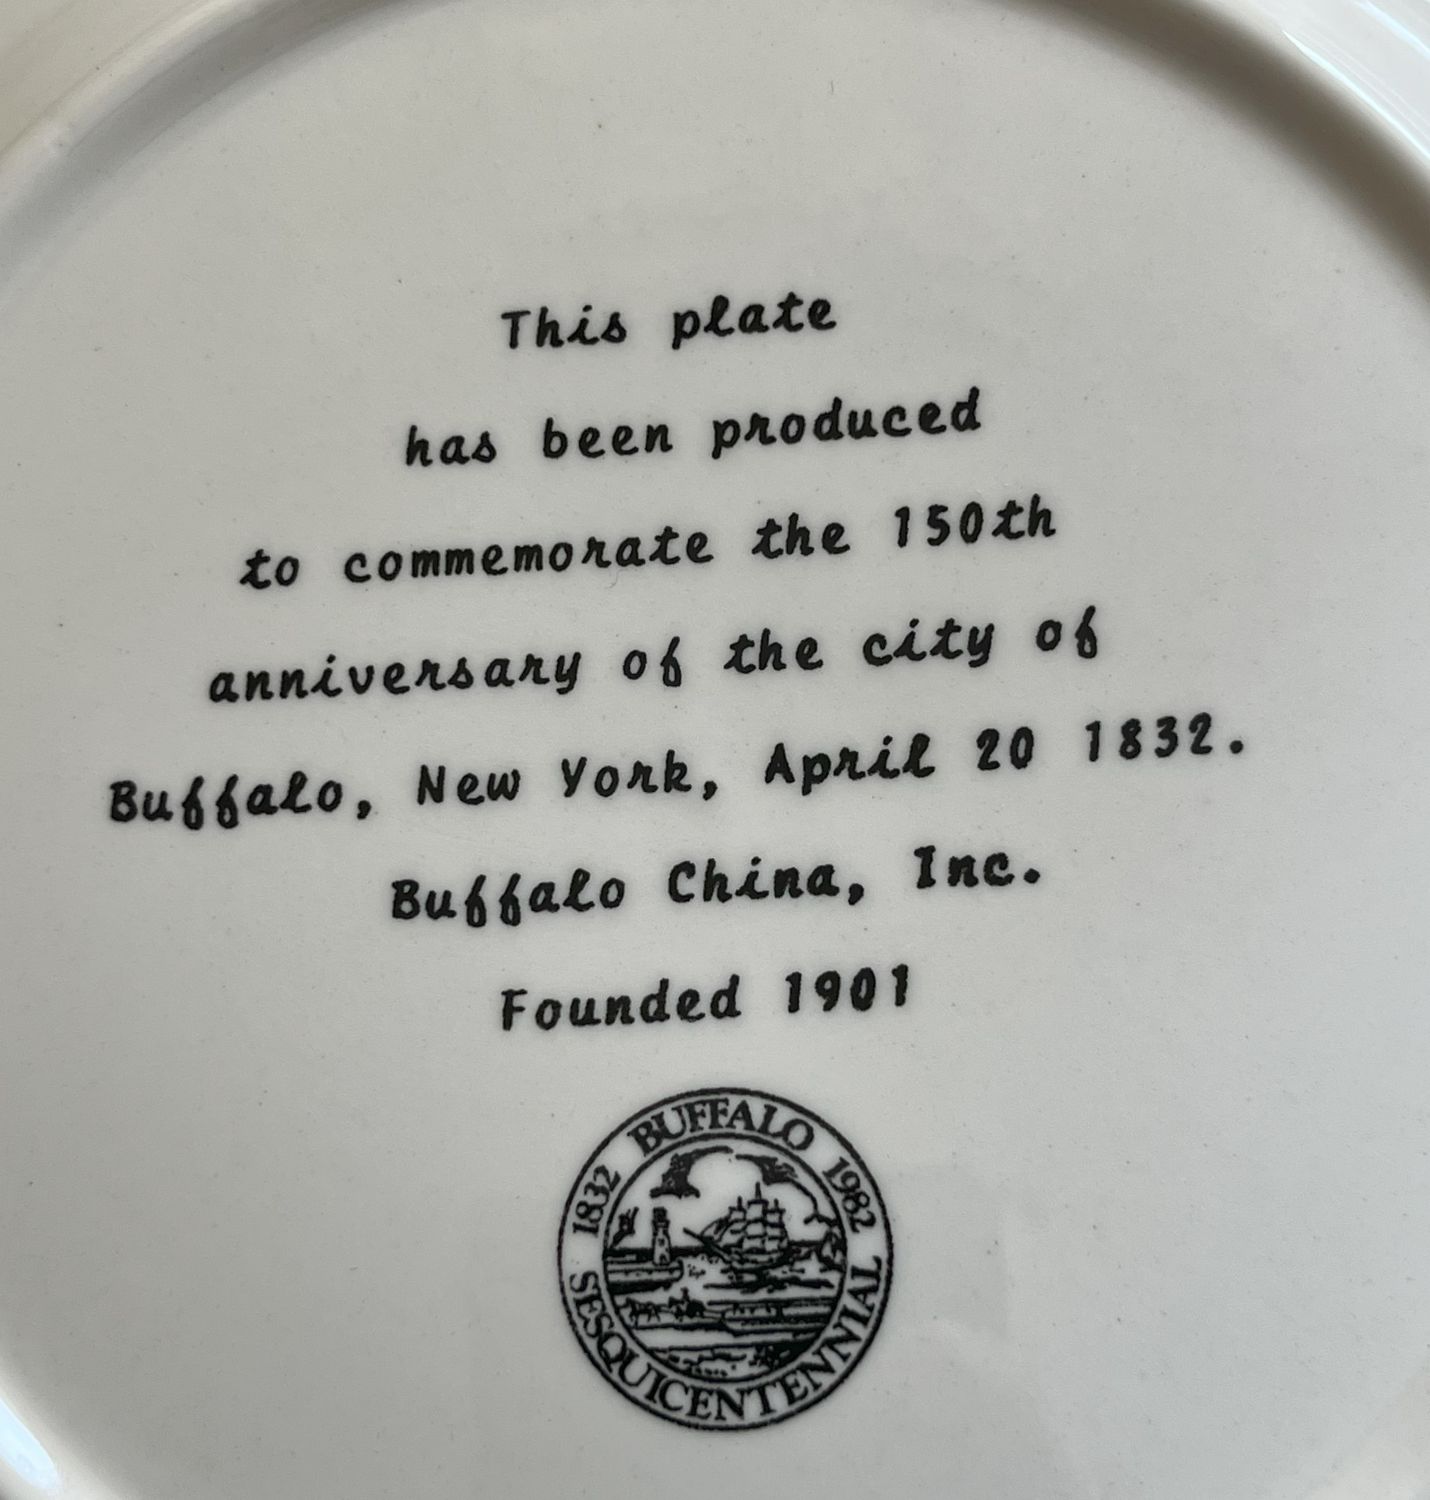 This plate
has been produced
to commemorate the 150th
anniversary of the city of
Buffalo, New York, April 20 1832.
Buffalo China, Inc.
Founded 1901
1832 BUFFALO 1982
SESQUICENTENNIAL